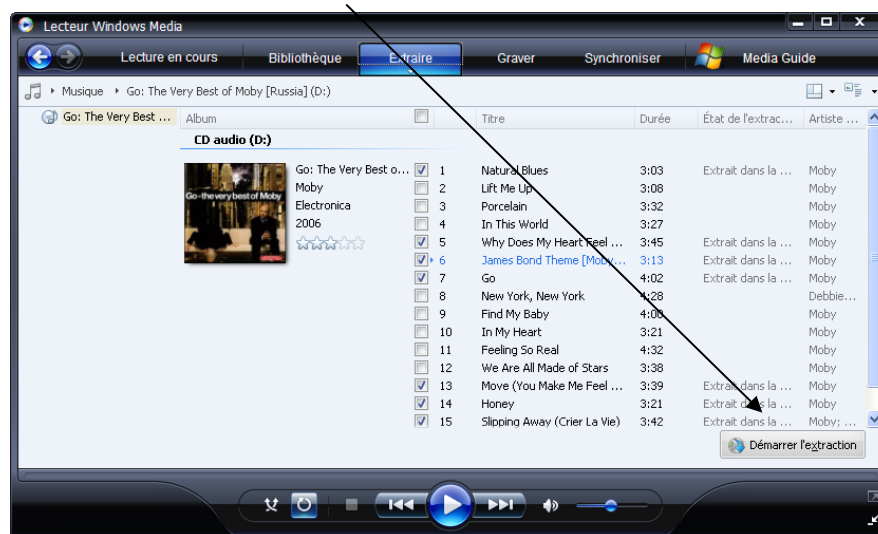 Lecteur Windows Media
Lecture en cours Bibliothèque Extraire Graver Synchroniser Media Guide
Musique Go: The Very Best of Moby [Russia] (D:)
Go: The Very Best ... Album Titre Durée État de l'extrac... Artiste ...
CD audio (D:)
Go: The Very Best o... 1 Natural Blues 3:03 Extrait dans la ... Moby
Moby 2 Lift Me Up 3:08 Moby
Go-the very best of Moby
Electronica 3 Porcelain 3:32 Moby
2006 4 In This World 3:27 Moby
5 Why Does My Heart Feel ... 3:45 Extrait dans la ... Moby
6 James Bond Theme [Moby... 3:13 Extrait dans la ... Moby
7 Go 4:02 Extrait dans la ... Moby
8 New York, New York 4:28 Debbie...
9 Find My Baby 4:00 Moby
10 In My Heart 3:21 Moby
11 Feeling So Real 4:32 Moby
12 We Are All Made of Stars 3:38 Moby
13 Move (You Make Me Feel ... 3:39 Extrait dans la ... Moby
14 Honey 3:21 Extrait dans la ... Moby
15 Slipping Away (Crier La Vie) 3:42 Extrait dans la ... Moby; ...
Démarrer l'extraction